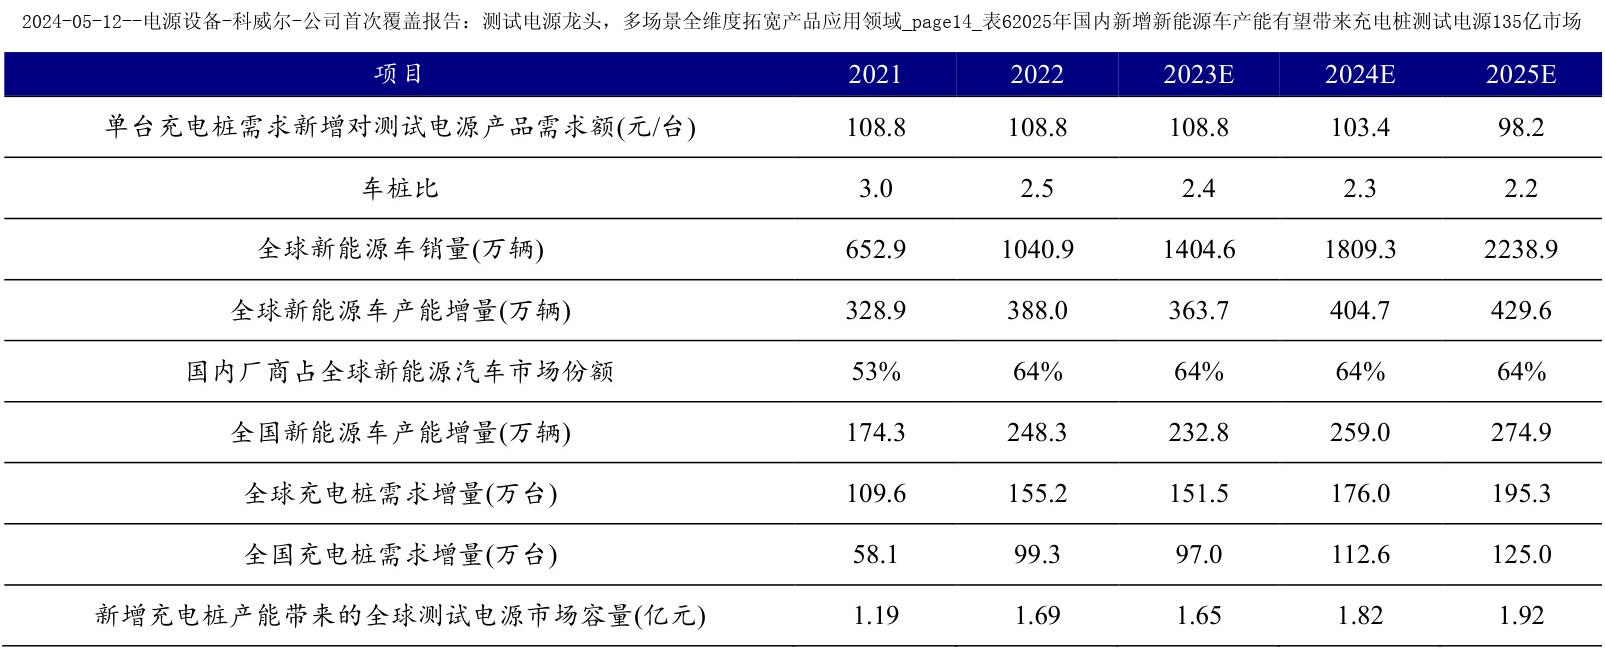 2024-05-12--电源设备-科威尔-公司首次覆盖报告：测试电源龙头，多场景全维度拓宽产品应用领域_page14_表62025年国内新增新能源车产能有望带来充电桩测试电源135亿市场
项目 2021 2022 2023E 2024E 2025E
单台充电桩需求新增对测试电源产品需求额(元/台) 108.8 108.8 108.8 103.4 98.2
车桩比 3.0 2.5 2.4 2.3 2.2
全球新能源车销量(万辆) 652.9 1040.9 1404.6 1809.3 2238.9
全球新能源车产能增量(万辆) 328.9 388.0 363.7 404.7 429.6
国内厂商占全球新能源汽车市场份额 53% 64% 64% 64% 64%
全国新能源车产能增量(万辆) 174.3 248.3 232.8 259.0 274.9
全球充电桩需求增量(万台) 109.6 155.2 151.5 176.0 195.3
全国充电桩需求增量(万台) 58.1 99.3 97.0 112.6 125.0
新增充电桩产能带来的全球测试电源市场容量(亿元) 1.19 1.69 1.65 1.82 1.92